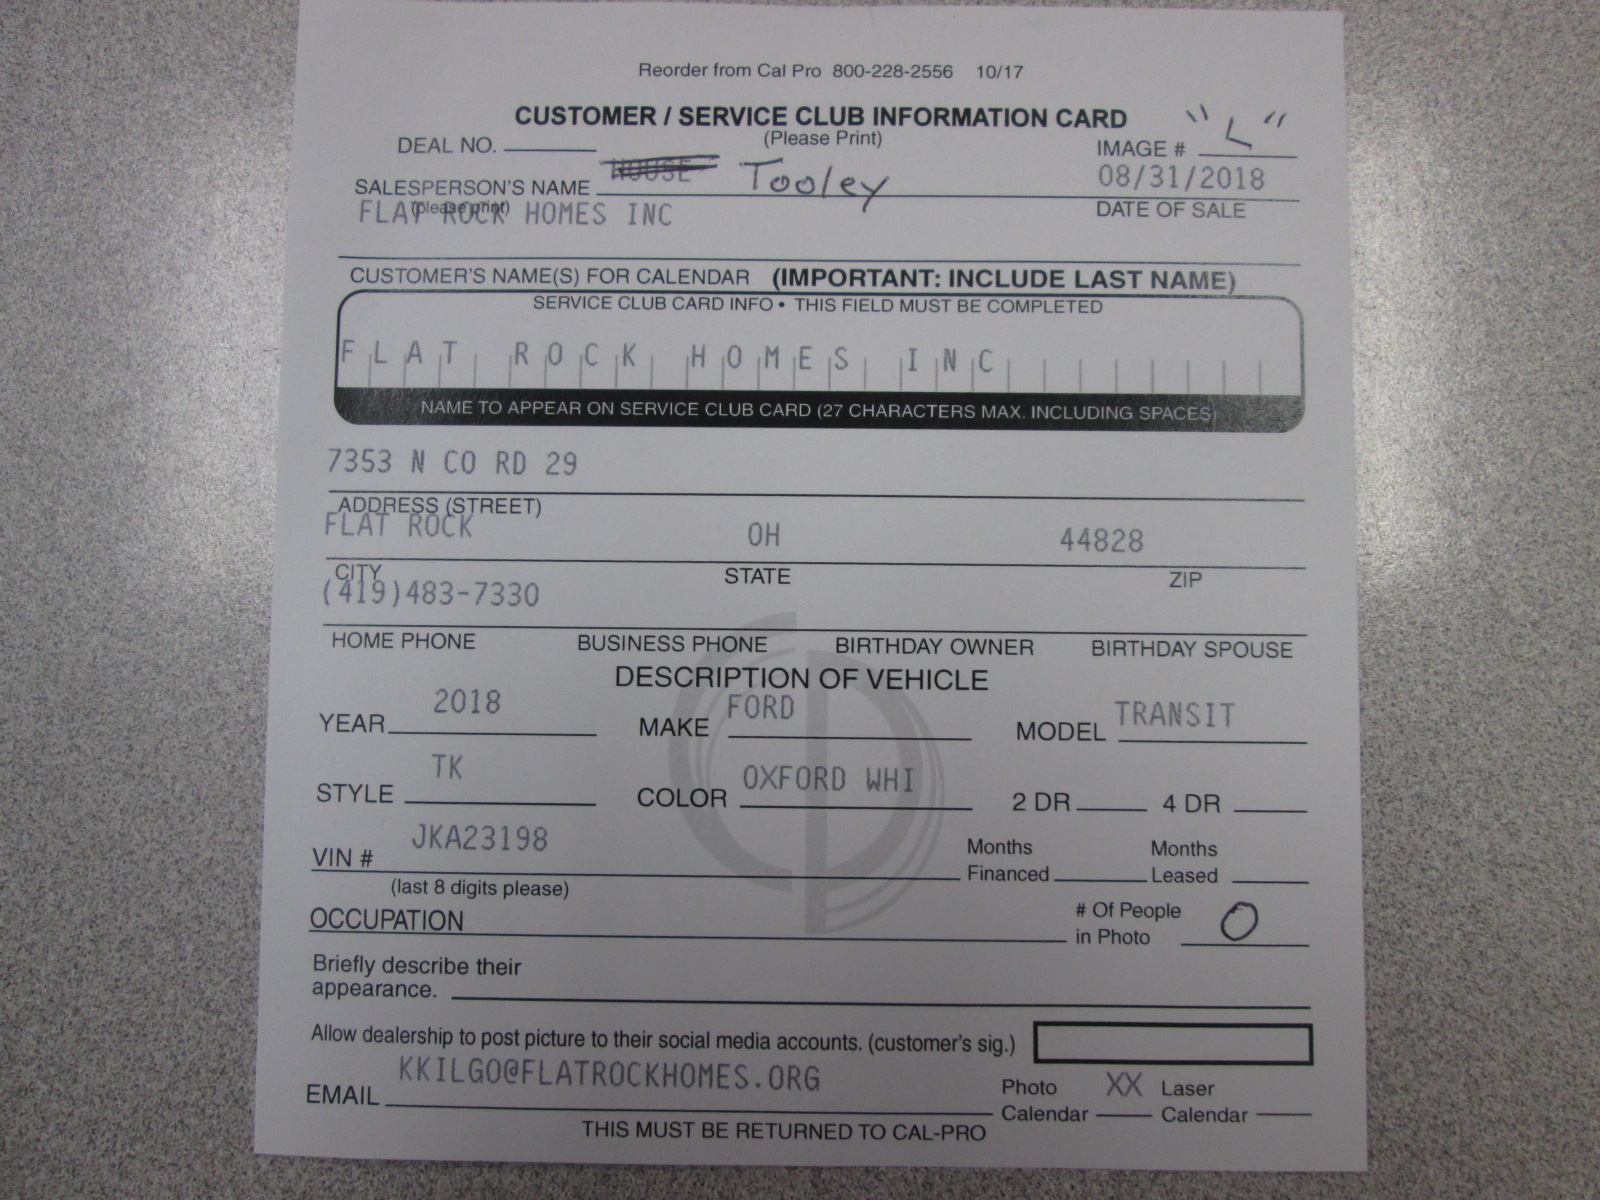 Reorder from Cal Pro 800-228-2556 10/17
CUSTOMER / SERVICE CLUB INFORMATION CARD
(Please Print)
" L "
DEAL NO.
IMAGE #
HOUSE Tooley
08/31/2018
SALESPERSON'S NAME
(please print)
DATE OF SALE
FLAT ROCK HOMES INC
CUSTOMER'S NAME(S) FOR CALENDAR (IMPORTANT: INCLUDE LAST NAME)
SERVICE CLUB CARD INFO • THIS FIELD MUST BE COMPLETED
FLAT ROCK HOMES INC
NAME TO APPEAR ON SERVICE CLUB CARD (27 CHARACTERS MAX. INCLUDING SPACES)
7353 N CO RD 29
ADDRESS (STREET)
FLAT ROCK OH 44828
CITY STATE ZIP
(419)483-7330
HOME PHONE BUSINESS PHONE BIRTHDAY OWNER BIRTHDAY SPOUSE
DESCRIPTION OF VEHICLE
YEAR 2018 MAKE FORD MODEL TRANSIT
STYLE TK COLOR OXFORD WHI 2 DR 4 DR
VIN # JKA23198
(last 8 digits please)
Months Financed Months Leased
OCCUPATION
# Of People in Photo 0
Briefly describe their
appearance.
Allow dealership to post picture to their social media accounts. (customer's sig.)
EMAIL KKILGO@FLATROCKHOMES.ORG
Photo Calendar XX Laser Calendar
THIS MUST BE RETURNED TO CAL-PRO